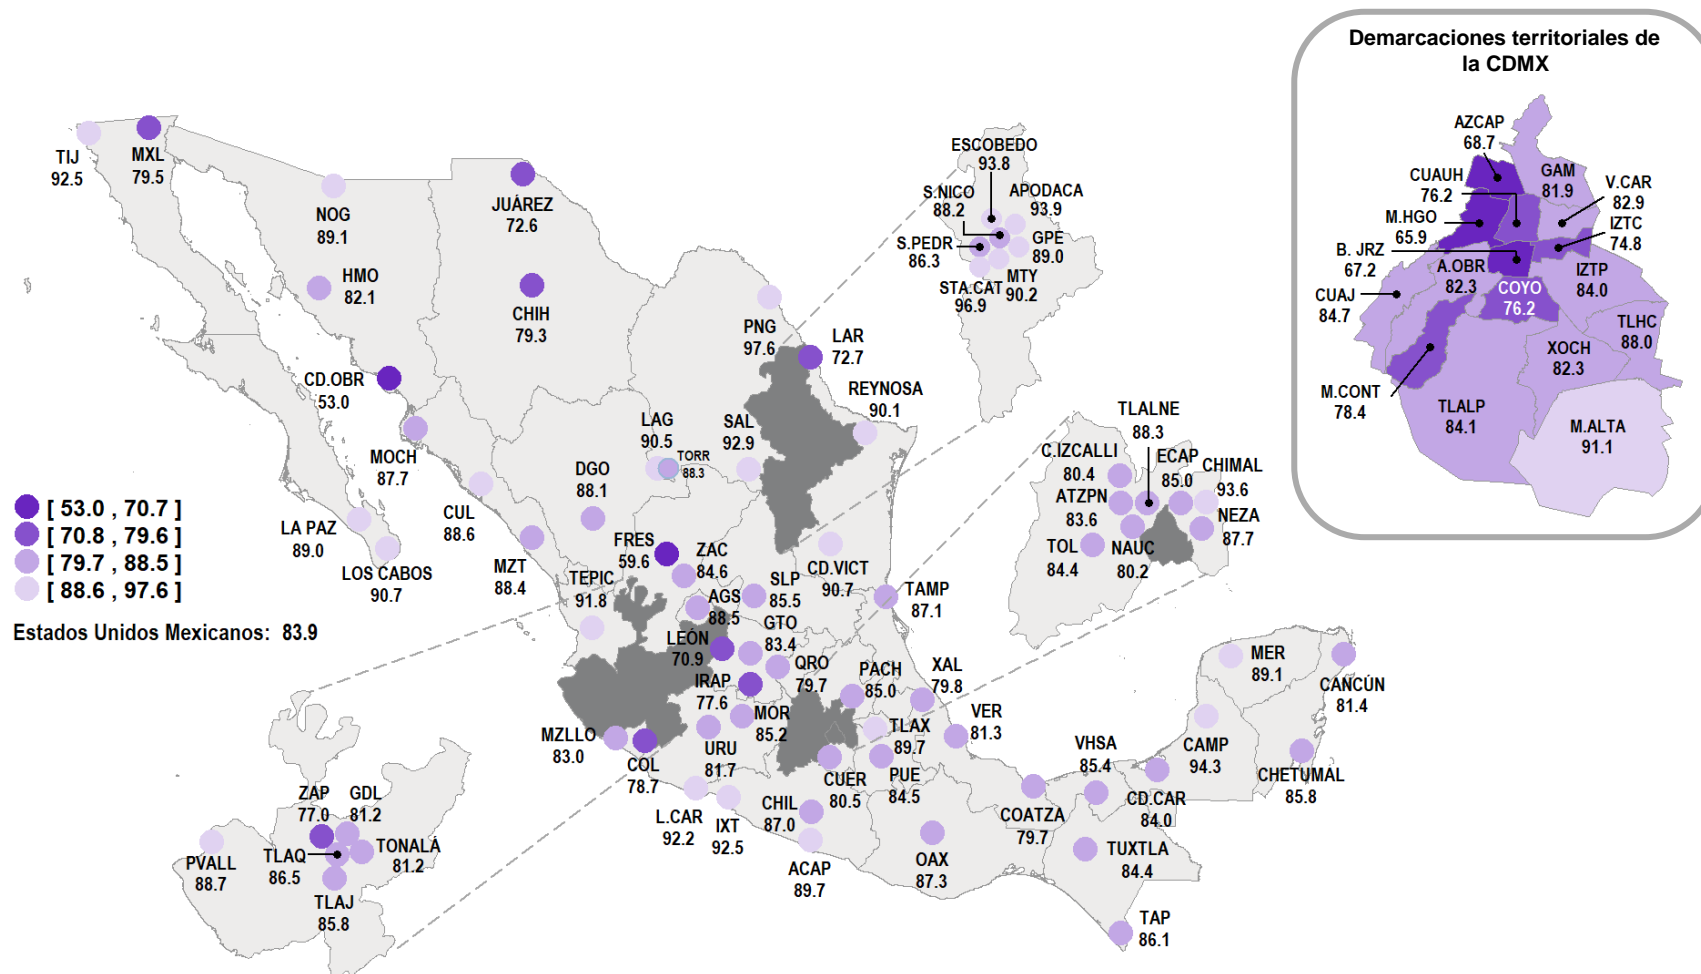 Demarcaciones territoriales de
la CDMX
AZCAP
68.7
CUAUH
76.2
GAM
81.9
V.CAR
82.9
M.HGO
65.9
IZTC
74.8
B. JRZ
67.2
A.OBR
82.3
IZTP
84.0
CUAJ
84.7
COYO
76.2
TLHC
88.0
XOCH
82.3
M.CONT
78.4
TLALP
84.1
M.ALTA
91.1
TIJ
92.5
MXL
79.5
NOG
89.1
HMO
82.1
JUÁREZ
72.6
CHIH
79.3
CD.OBR
53.0
MOCH
87.7
CUL
88.6
LA PAZ
89.0
LOS CABOS
90.7
MZT
88.4
DGO
88.1
LAG
90.5
TORR
88.3
SAL
92.9
PNG
97.6
LAR
72.7
REYNOSA
90.1
ESCOBEDO
93.8
S.NICO
88.2
APODACA
93.9
S.PEDR
86.3
GPE
89.0
MTY
90.2
STA.CAT
96.9
TLALNE
88.3
C.IZCALLI
80.4
ECAP
85.0
CHIMAL
93.6
ATZPN
83.6
NEZA
87.7
TOL
84.4
NAUC
80.2
[ 53.0 , 70.7 ]
[ 70.8 , 79.6 ]
[ 79.7 , 88.5 ]
[ 88.6 , 97.6 ]
Estados Unidos Mexicanos: 83.9
FRES
59.6
ZAC
84.6
TEPIC
91.8
AGS
88.5
SLP
85.5
CD.VICT
90.7
TAMP
87.1
LEÓN
70.9
GTO
83.4
IRAP
77.6
QRO
79.7
PACH
85.0
XAL
79.8
MOR
85.2
VER
81.3
MZLLO
83.0
COL
78.7
URU
81.7
TLAX
89.7
CUER
80.5
PUE
84.5
L.CAR
92.2
IXT
92.5
CHIL
87.0
ACAP
89.7
OAX
87.3
COATZA
79.7
VHSA
85.4
CD.CAR
84.0
CAMP
94.3
MER
89.1
CANCÚN
81.4
CHETUMAL
85.8
TUXTLA
84.4
TAP
86.1
ZAP
77.0
GDL
81.2
TONALÁ
81.2
TLAQ
86.5
PVALL
88.7
TLAJ
85.8